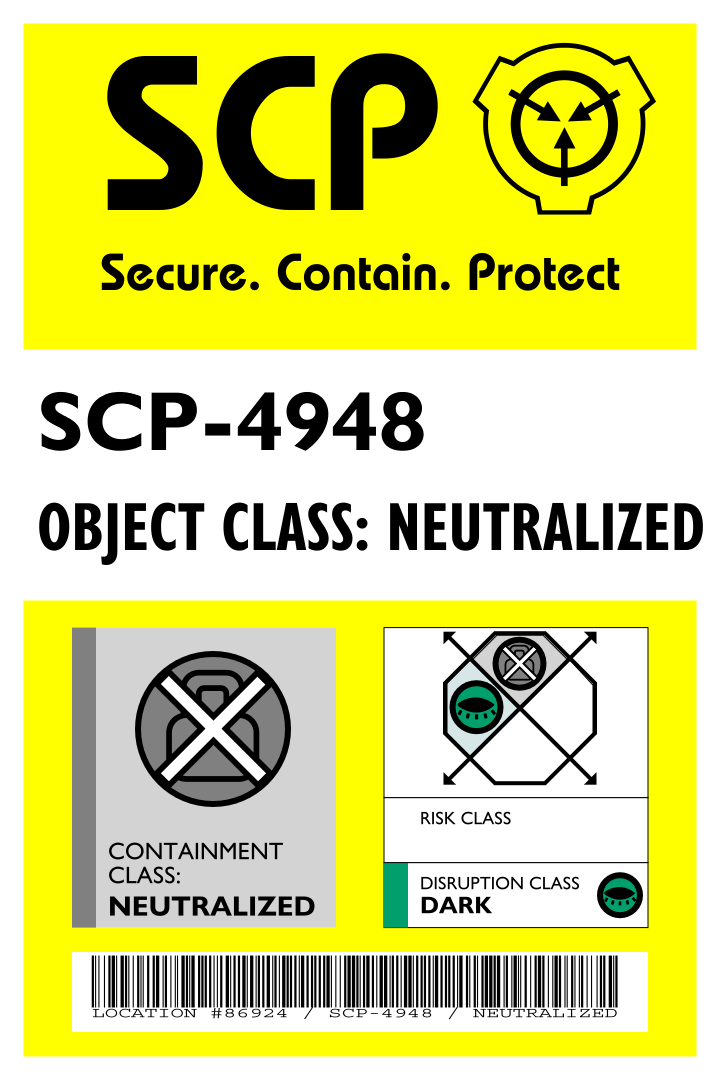 SCP
Secure. Contain. Protect
SCP-4948
OBJECT CLASS: NEUTRALIZED
CONTAINMENT
CLASS:
NEUTRALIZED
RISK CLASS
DISRUPTION CLASS
DARK
LOCATION #86924 / SCP-4948 / NEUTRALIZED